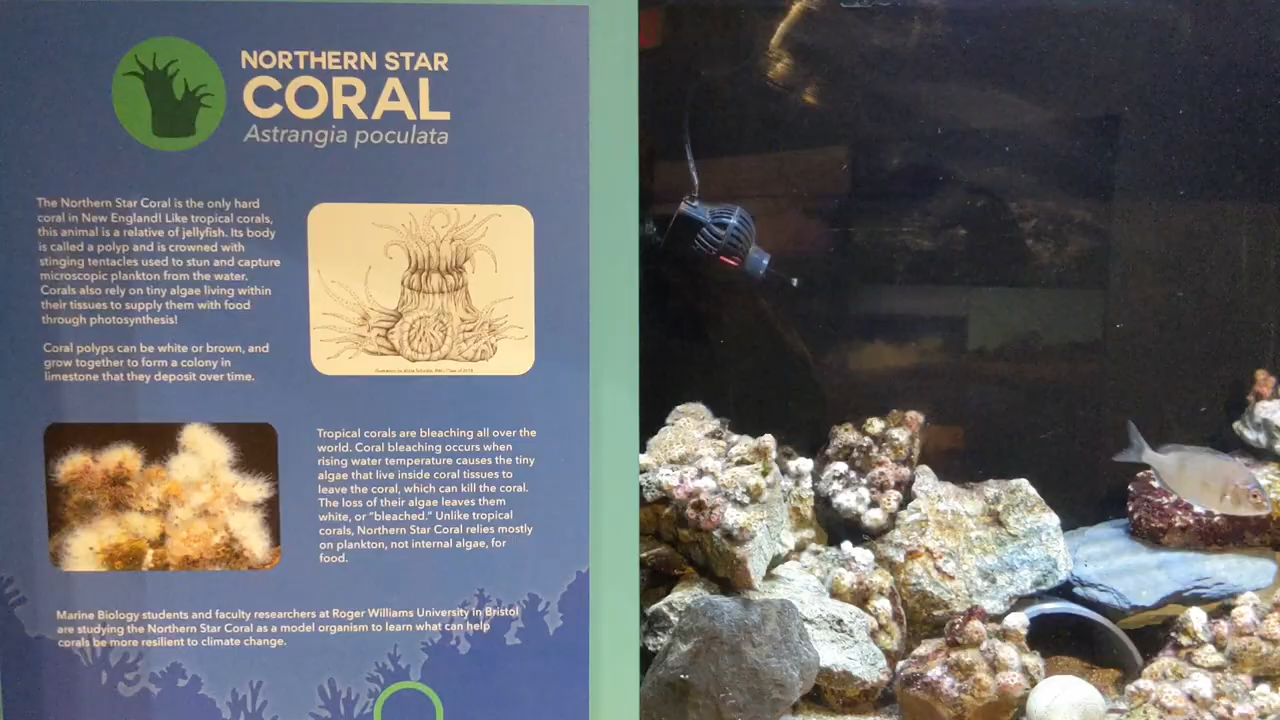 NORTHERN STAR
CORAL
Astrangia poculata
The Northern Star Coral is the only hard
coral in New England! Like tropical corals,
this animal is a relative of jellyfish. Its body
is called a polyp and is crowned with
stinging tentacles used to stun and capture
microscopic plankton from the water.
Corals also rely on tiny algae living within
their tissues to supply them with food
through photosynthesis!
Coral polyps can be white or brown, and
grow together to form a colony in
limestone that they deposit over time.
Tropical corals are bleaching all over the
world. Coral bleaching occurs when
rising water temperature causes the tiny
algae that live inside coral tissues to
leave the coral, which can kill the coral.
The loss of their algae leaves them
white, or "bleached." Unlike tropical
corals, Northern Star Coral relies mostly
on plankton, not internal algae, for
food.
Marine Biology students and faculty researchers at Roger Williams University in Bristol
are studying the Northern Star Coral as a model organism to learn what can help
corals be more resilient to climate change.